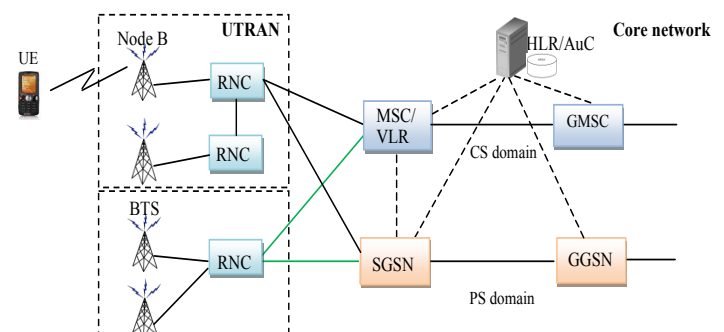 UE
Node B
UTRAN
RNC
RNC
BTS
RNC
HLR/AuC
Core network
MSC/
VLR
GMSC
CS domain
SGSN
GGSN
PS domain